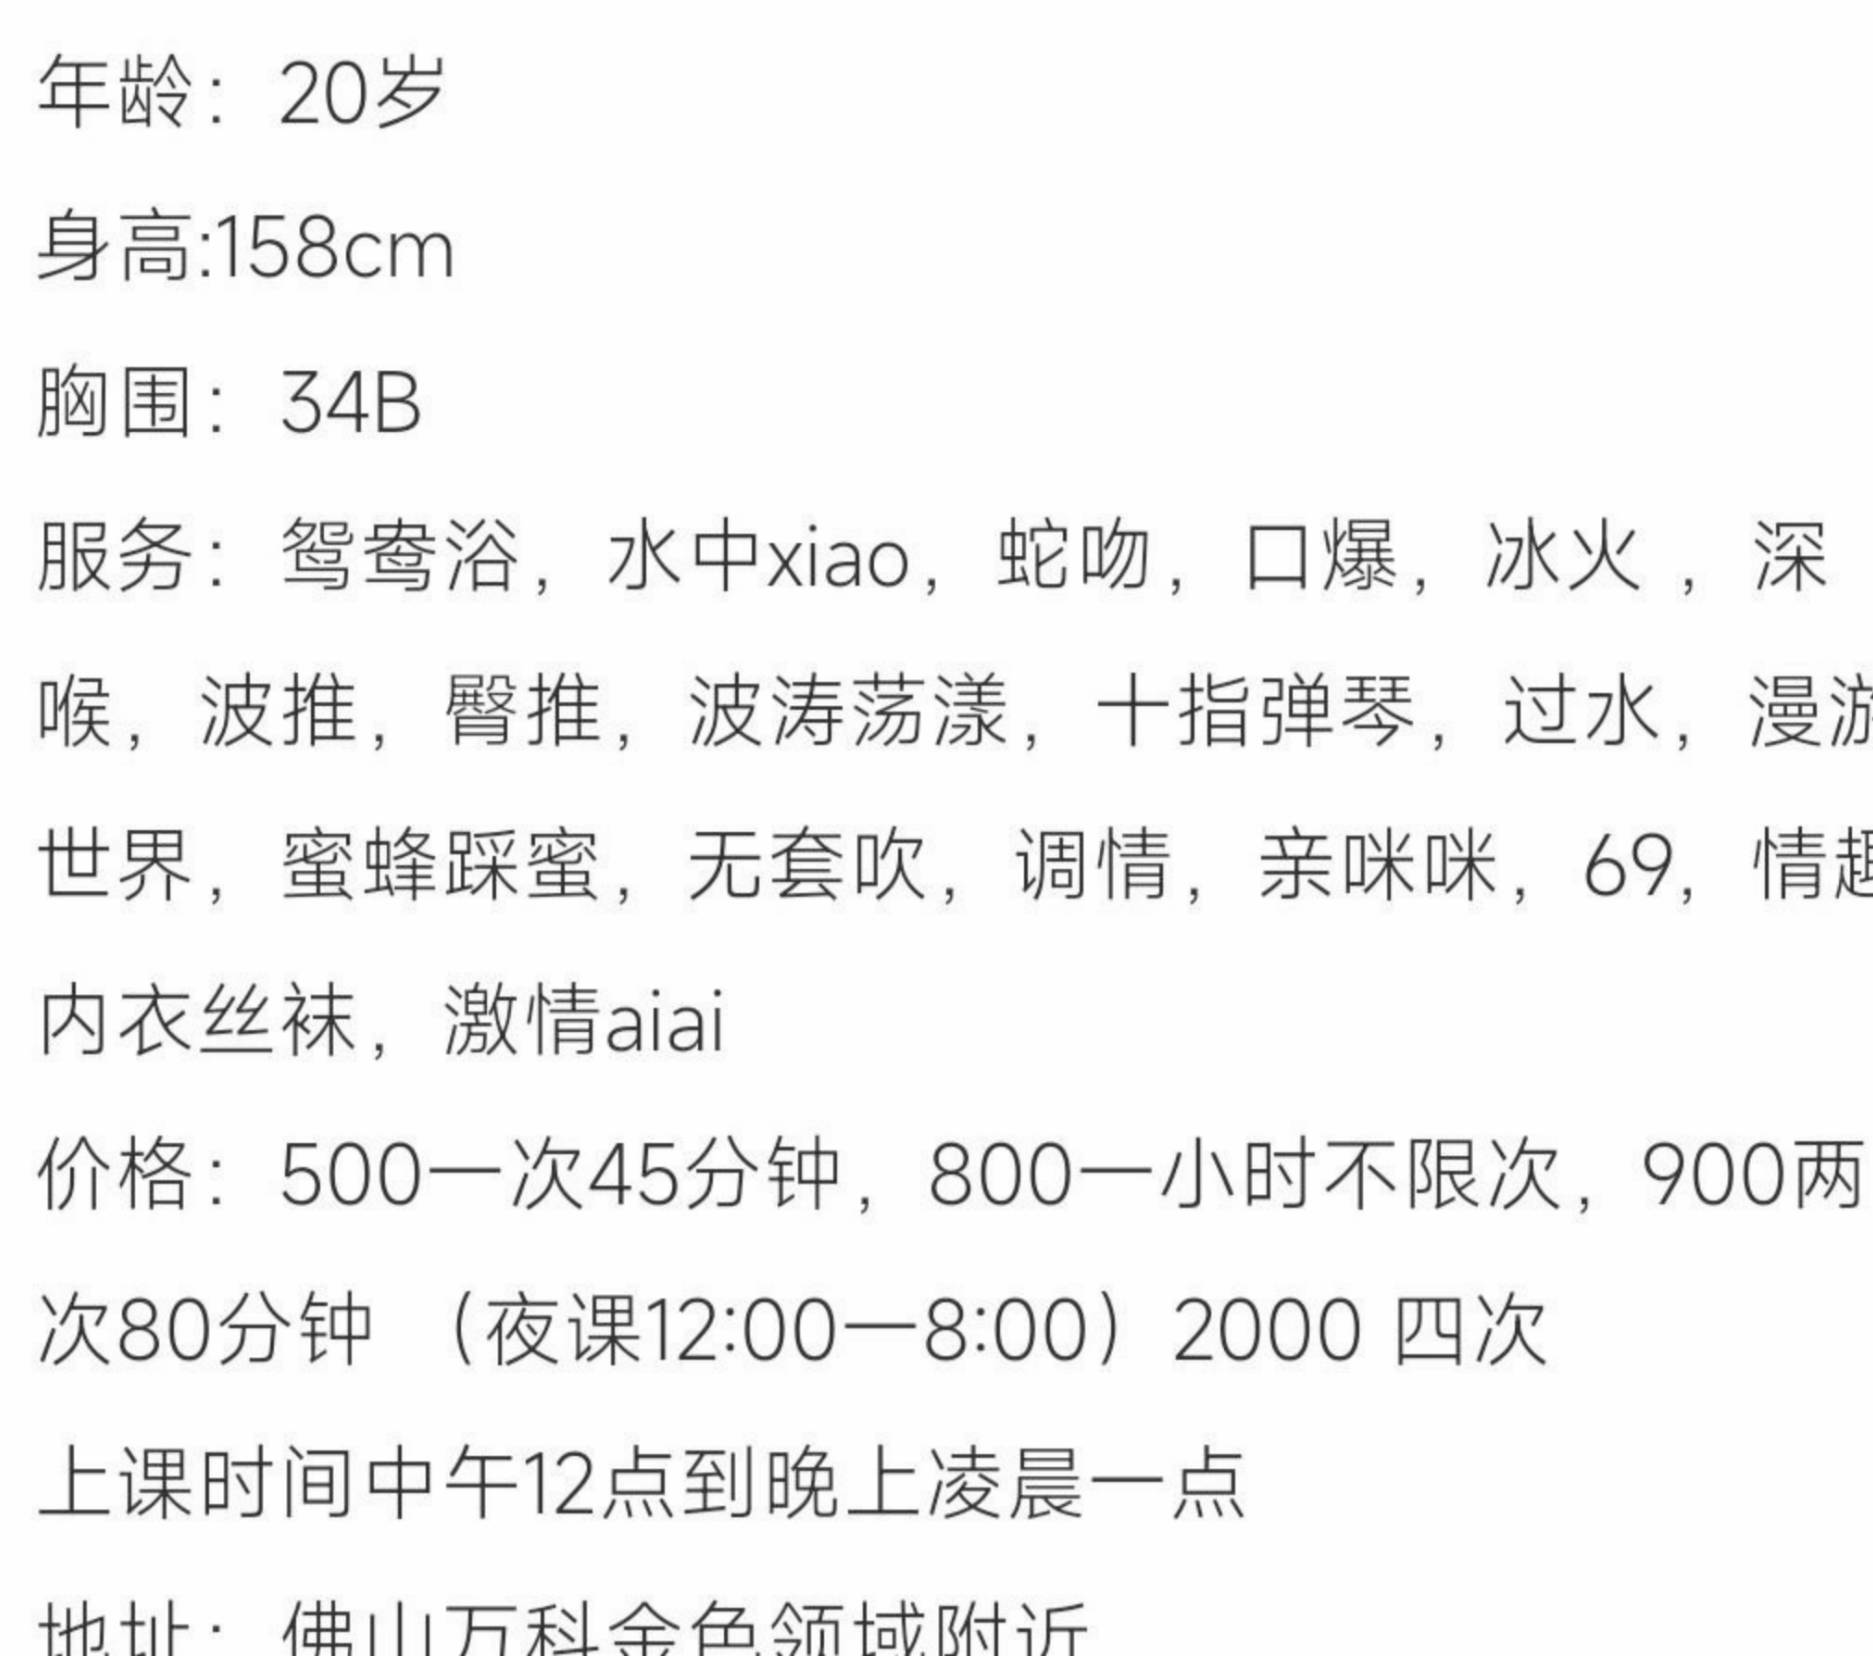 年龄：20岁
身高:158cm
胸围：34B
服务：鸳鸯浴，水中xiao，蛇吻，口爆，冰火 ，深
喉，波推，臀推，波涛荡漾，十指弹琴，过水，漫游
世界，蜜蜂踩蜜，无套吹，调情，亲咪咪，69，情趣
内衣丝袜，激情aiai
价格：500一次45分钟，800一小时不限次，900两
次80分钟 （夜课12:00一8:00）2000 四次
上课时间中午12点到晚上凌晨一点
地址：佛山万科金色领域附近